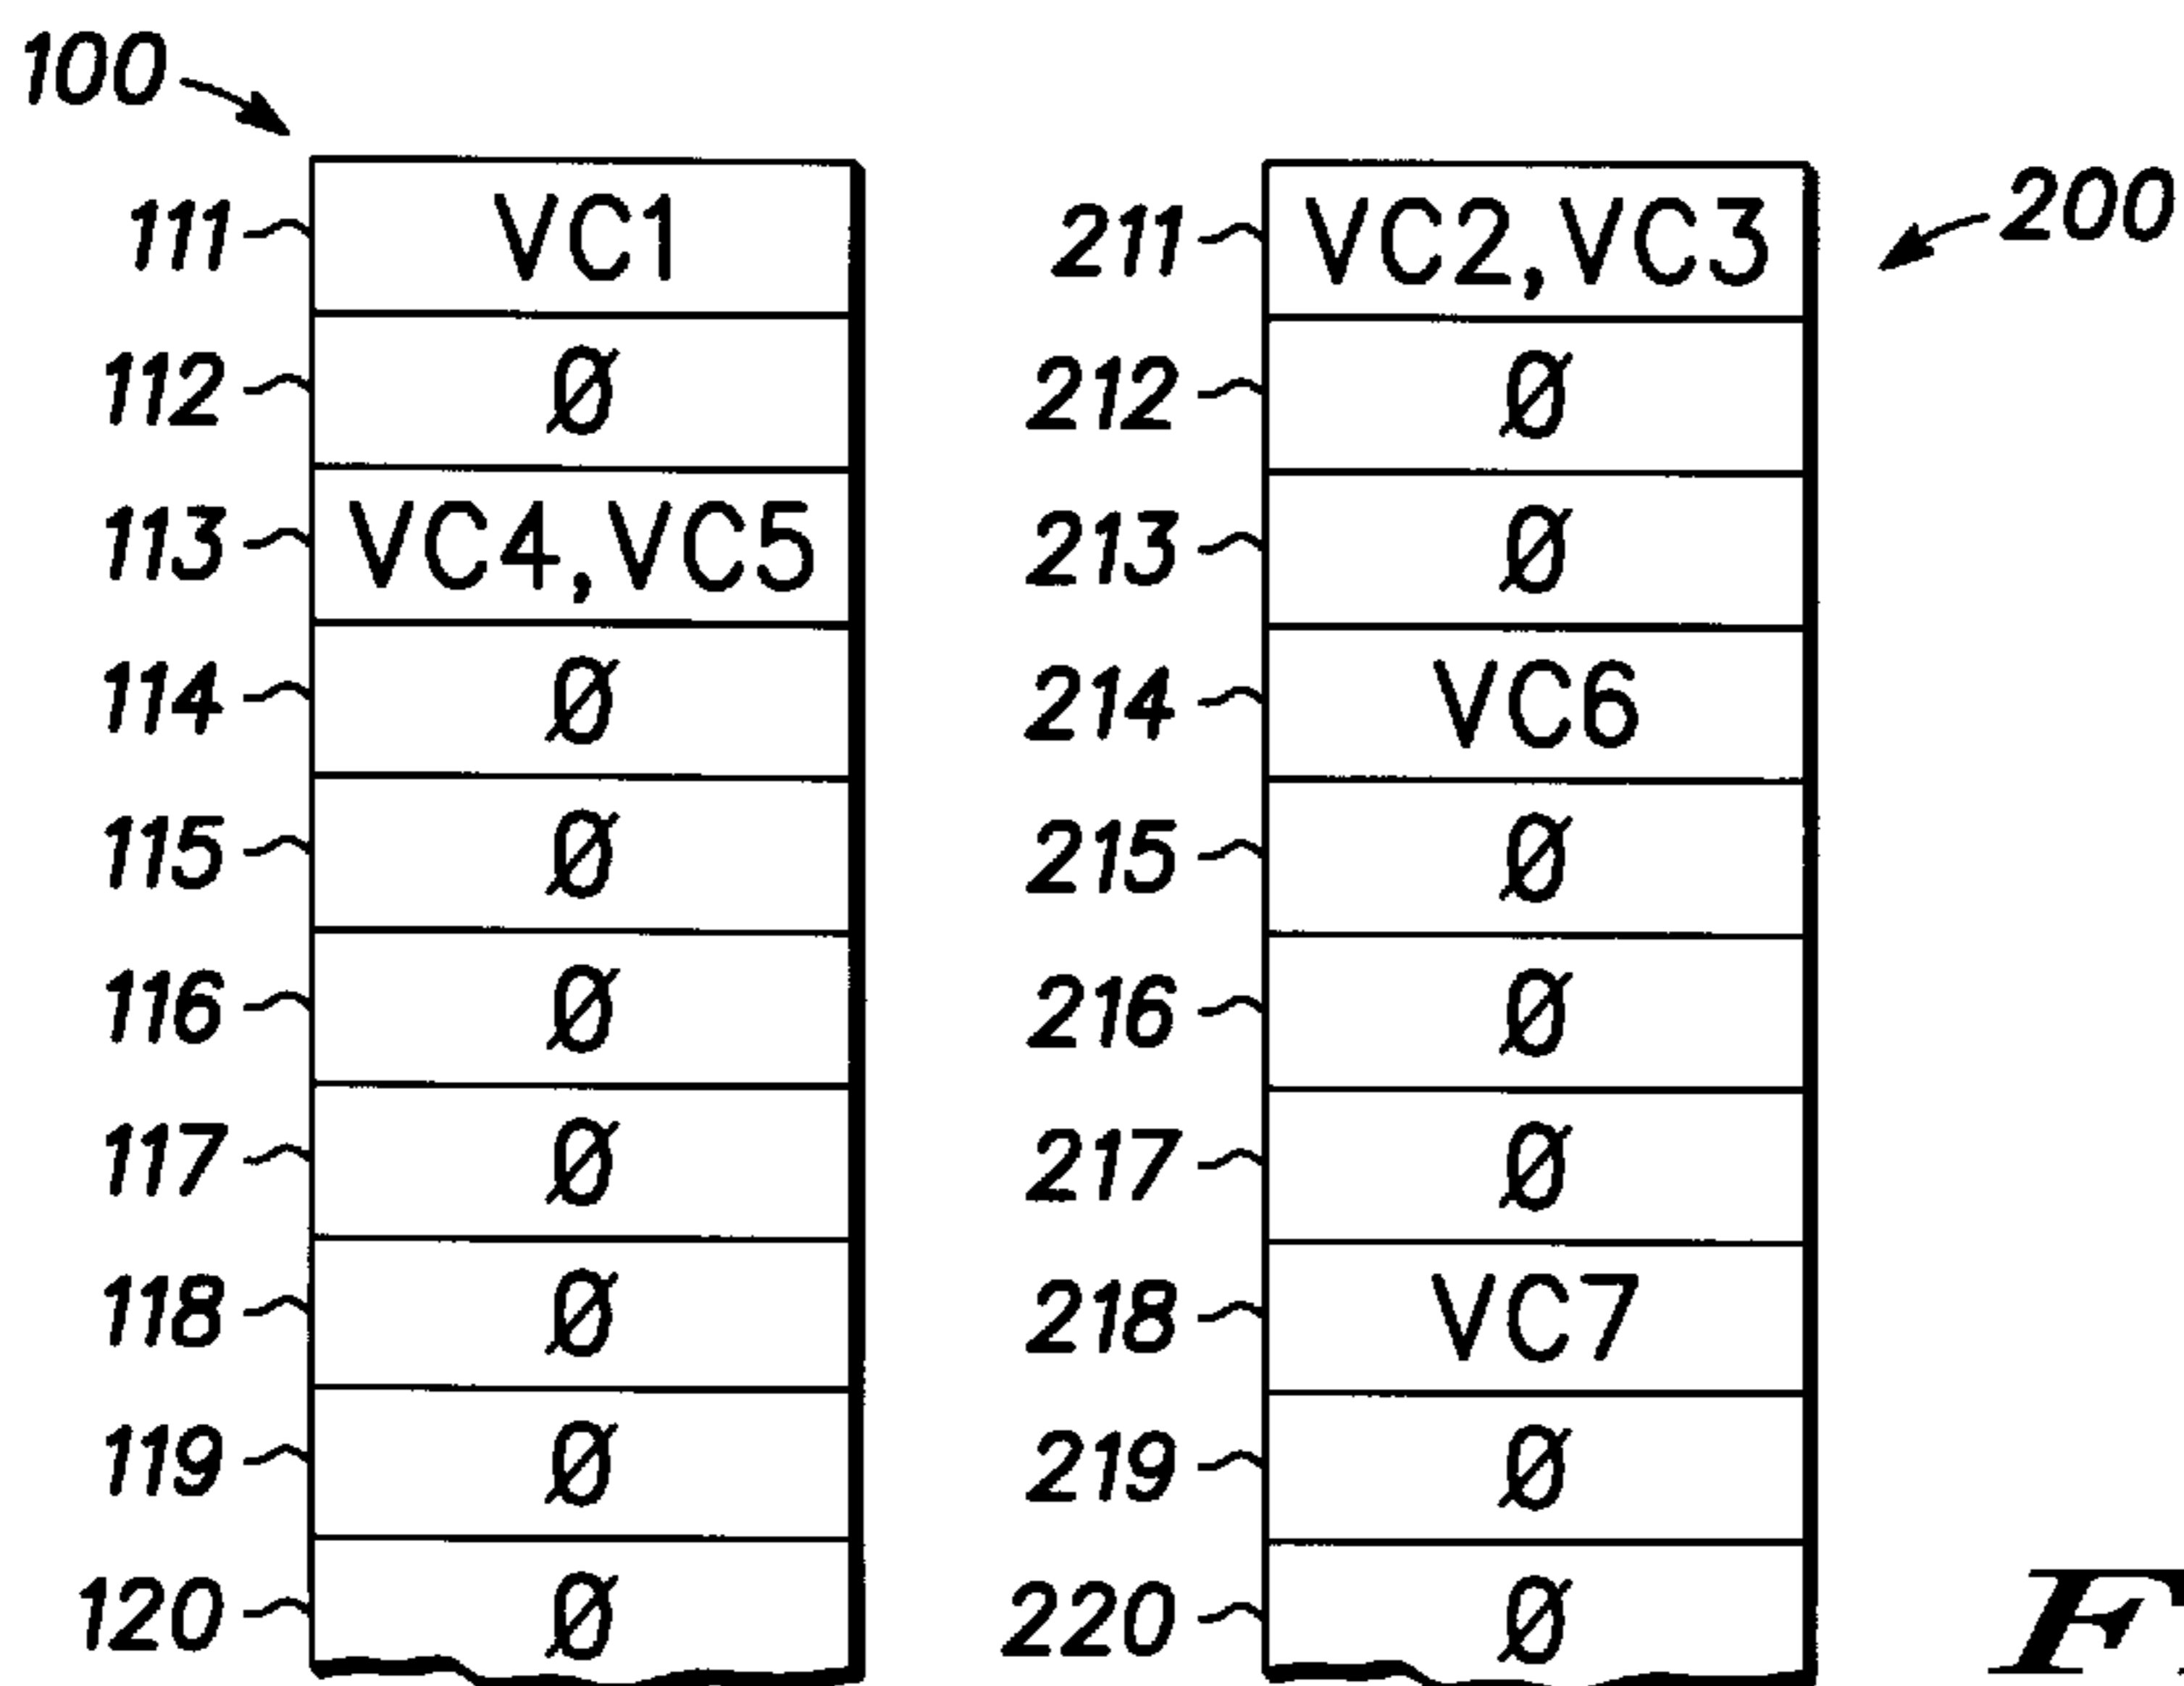 100
200
111 VC1
112 Ø
113 VC4,VC5
114 Ø
115 Ø
116 Ø
117 Ø
118 Ø
119 Ø
120 Ø
211 VC2,VC3
212 Ø
213 Ø
214 VC6
215 Ø
216 Ø
217 Ø
218 VC7
219 Ø
220 Ø
F